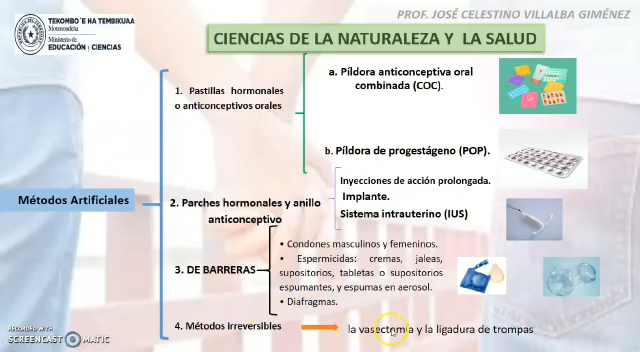 PROF. JOSÉ CELESTINO VILLALBA GIMÉNEZ
TEKOMBO'E HA TEMBIKUAA
Motenondeha
Ministerio de
EDUCACIÓN Y CIENCIAS
CIENCIAS DE LA NATURALEZA Y LA SALUD
Métodos Artificiales
1. Pastillas hormonales
o anticonceptivos orales
a. Píldora anticonceptiva oral
combinada (COC).
b. Píldora de progestágeno (POP).
2. Parches hormonales y anillo
anticonceptivo
Inyecciones de acción prolongada.
Implante.
Sistema intrauterino (IUS)
3. DE BARRERAS
• Condones masculinos y femeninos.
• Espermicidas: cremas, jaleas,
supositorios, tabletas o supositorios
espumantes, y espumas en aerosol.
• Diafragmas.
4. Métodos irreversibles
la vasectomia y la ligadura de trompas
RECORDED WITH
SCREENCAST MATIC